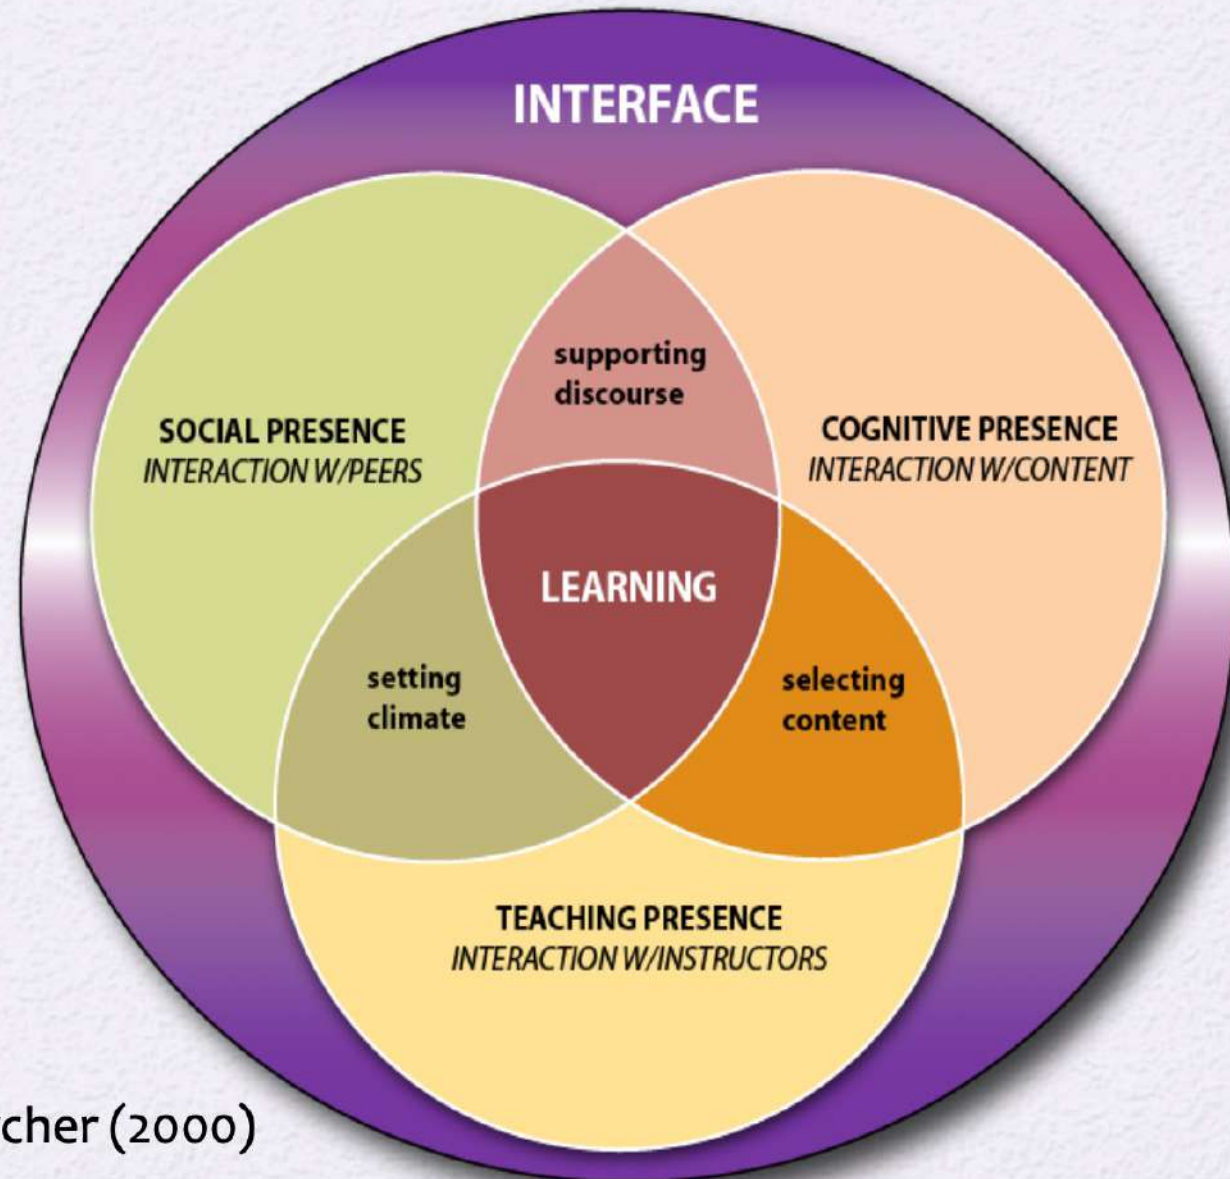 INTERFACE
supporting
discourse
SOCIAL PRESENCE
INTERACTION W/PEERS
COGNITIVE PRESENCE
INTERACTION W/CONTENT
LEARNING
setting
climate
selecting
content
TEACHING PRESENCE
INTERACTION W/INSTRUCTORS
cher (2000)